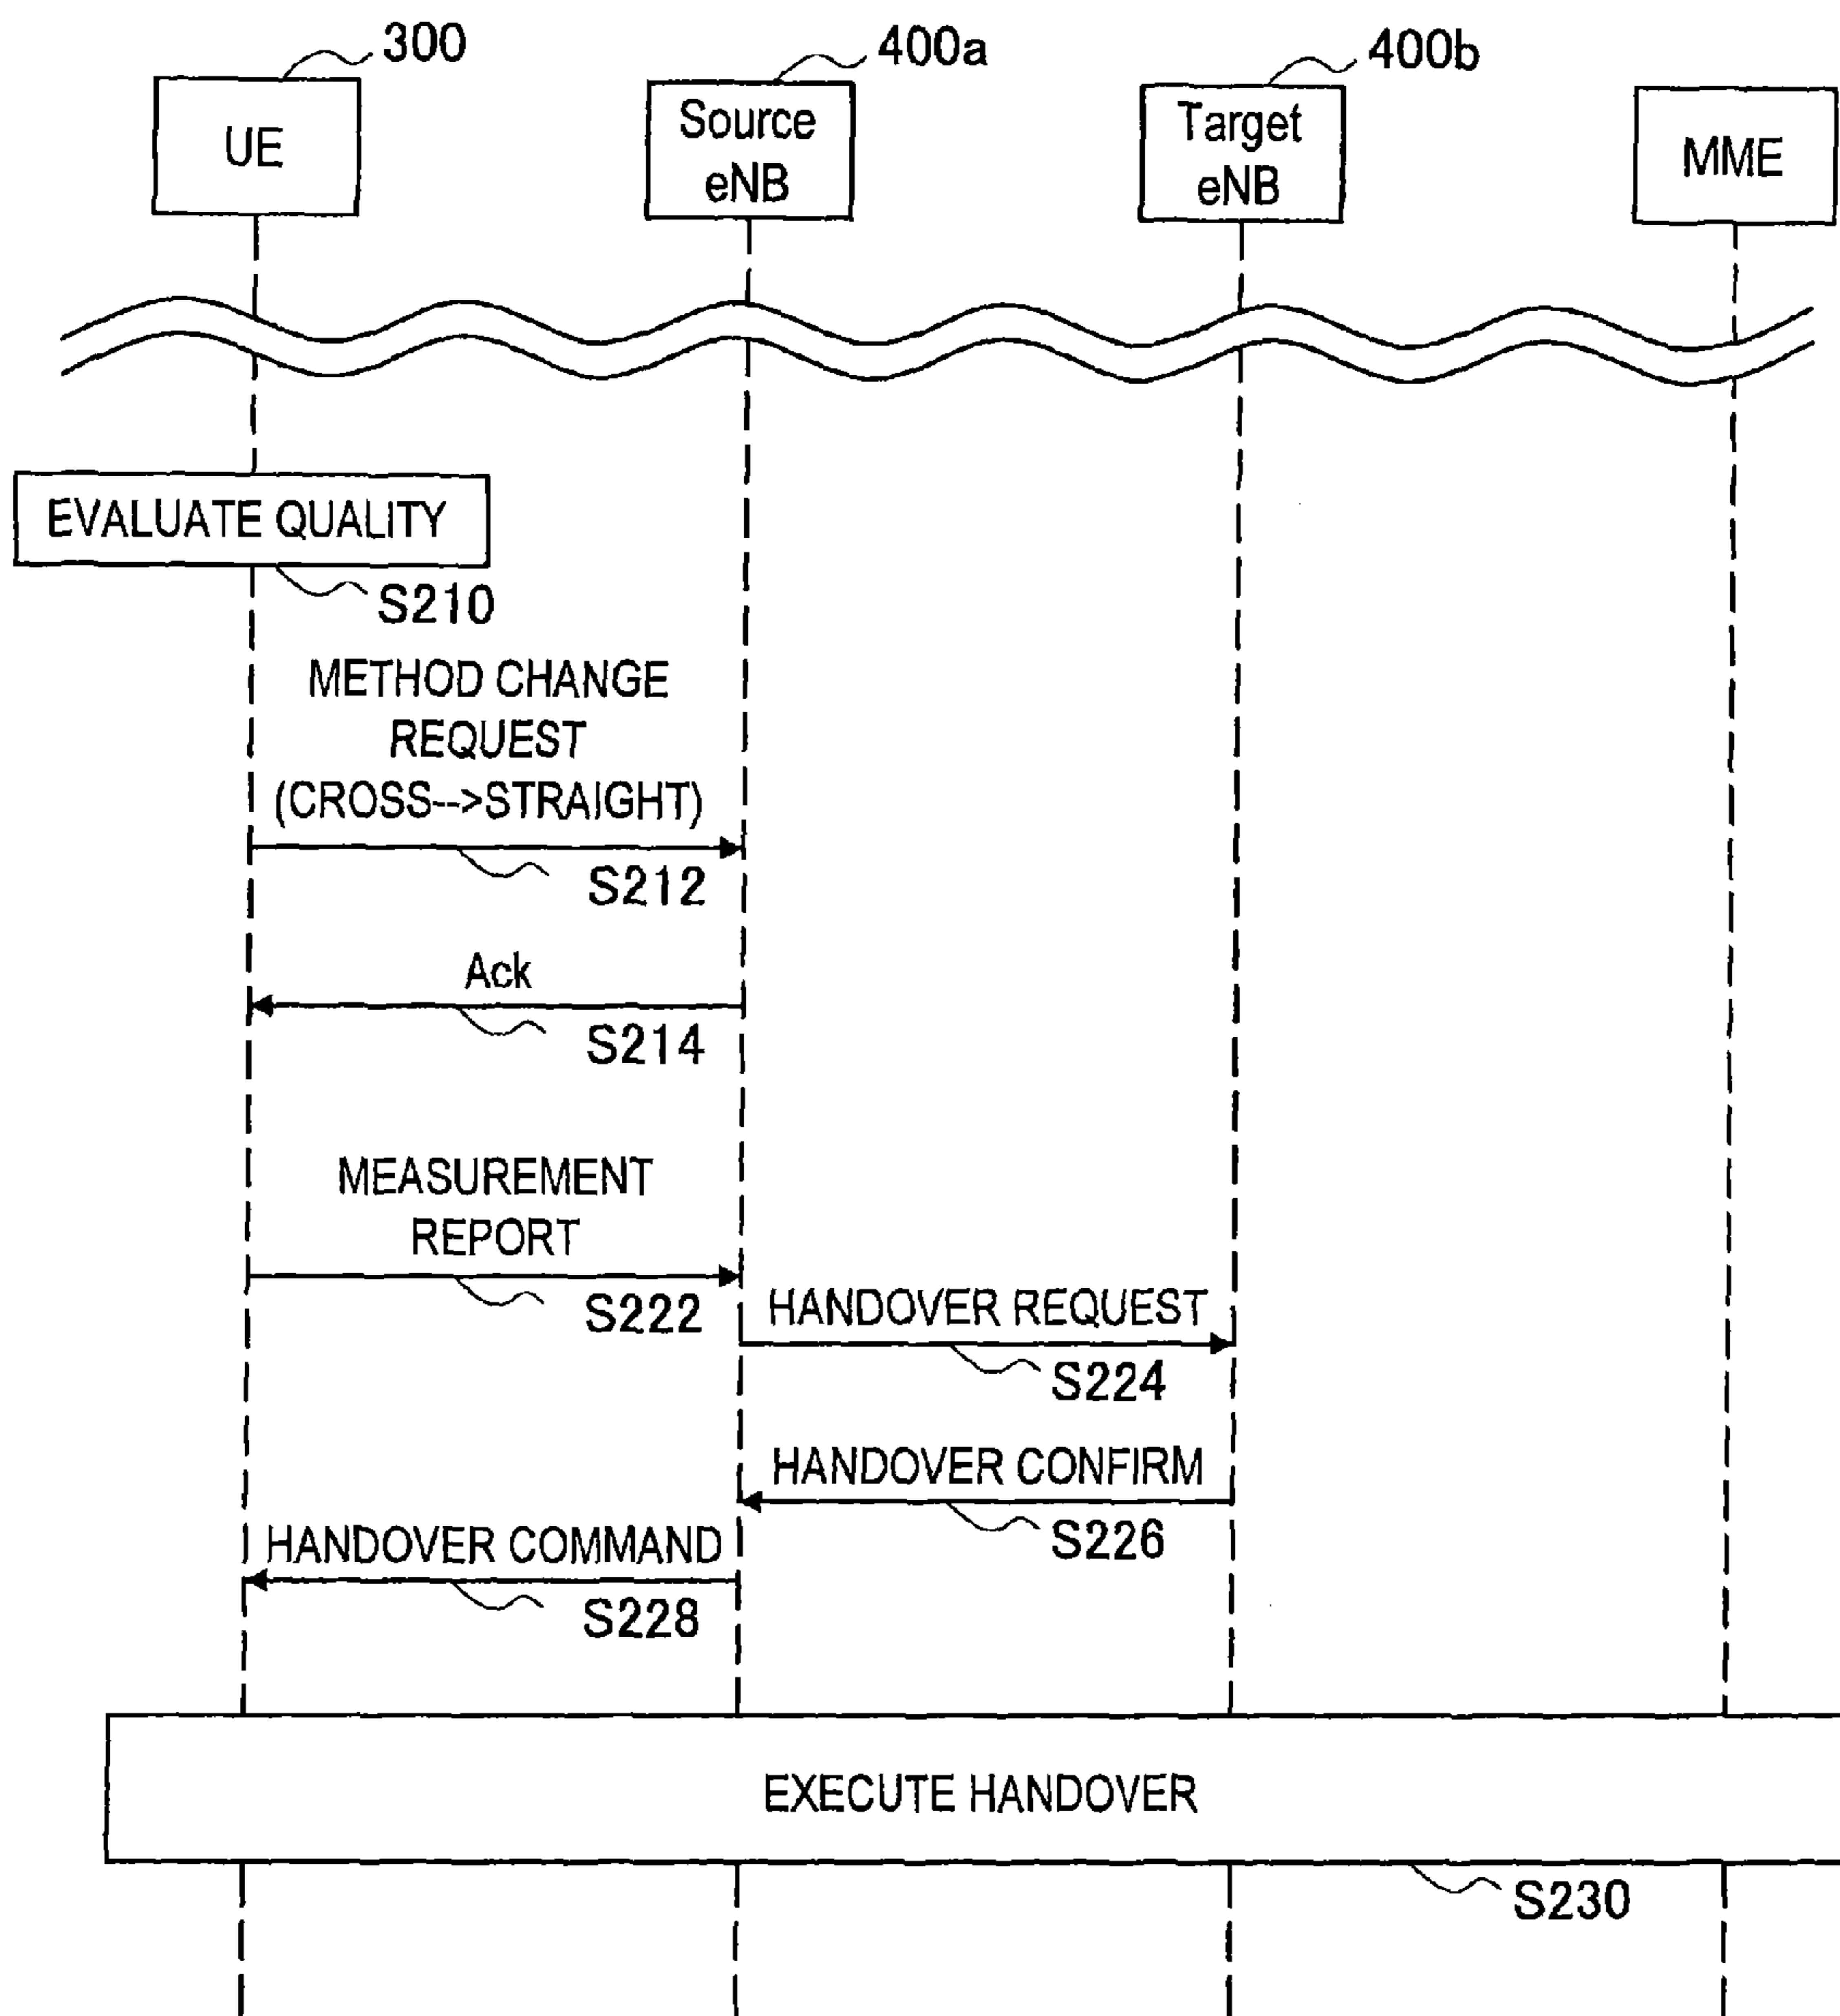 300
400a
400b
UE
Source
eNB
Target
eNB
MME
EVALUATE QUALITY
S210
METHOD CHANGE
REQUEST
(CROSS-->STRAIGHT)
S212
Ack
S214
MEASUREMENT
REPORT
S222
HANDOVER REQUEST
S224
HANDOVER CONFIRM
S226
HANDOVER COMMAND
S228
EXECUTE HANDOVER
S230